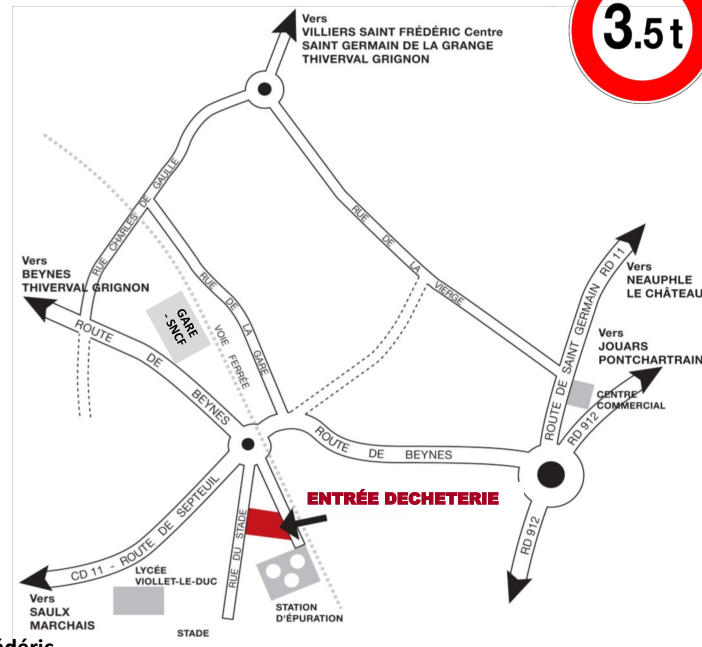 3.5 t
Vers
VILLIERS SAINT FRÉDÉRIC Centre
SAINT GERMAIN DE LA GRANGE
THIVERVAL GRIGNON
RUE CHARLES DE GAULLE
RUE DE LA VIERGE
Vers
BEYNES
THIVERVAL GRIGNON
RUE DE LA GARE
GARE
- SNCF
VOIE FERRÉE
ROUTE DE BEYNES
ROUTE DE SAINT GERMAIN RD 11
Vers
NEAUPHLE
LE CHÂTEAU
Vers
JOUARS
PONTCHARTRAIN
CENTRE
COMMERCIAL
RD 912
ROUTE DE BEYNES
ENTRÉE DECHETERIE
RD 912
CD 11 - ROUTE DE SEPTEUIL
RUE DU STADE
LYCÉE
VIOLLET-LE-DUC
Vers
SAULX
MARCHAIS
STATION
D'ÉPURATION
STADE
édéric